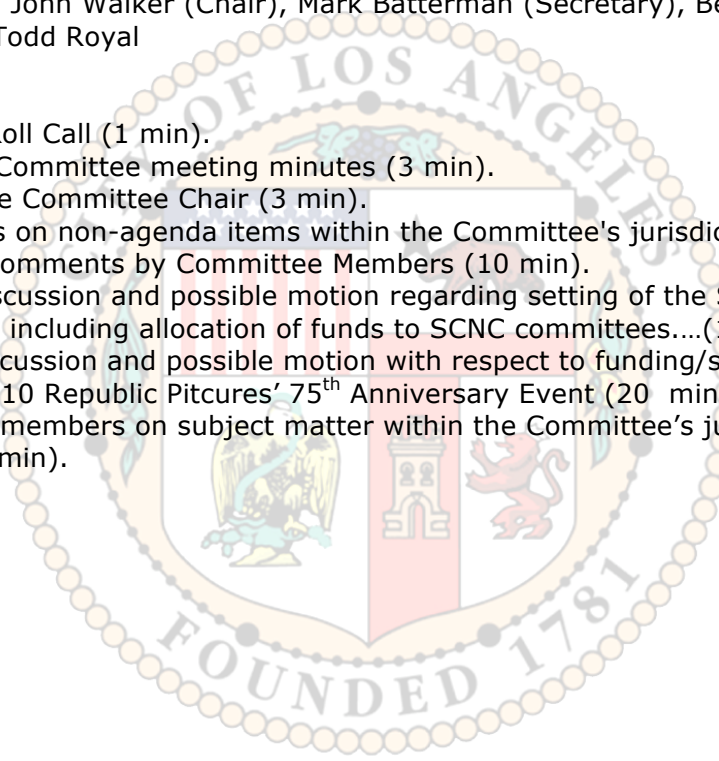 John Walker (Chair), Mark Batterman (Secretary), Be
Todd Royal
oll Call (1 min).
Committee meeting minutes (3 min).
e Committee Chair (3 min).
s on non-agenda items within the Committee's jurisdic
omments by Committee Members (10 min).
scussion and possible motion regarding setting of the S
including allocation of funds to SCNC committees....(1
cussion and possible motion with respect to funding/s
10 Republic Pitcures’ 75th Anniversary Event (20 min
members on subject matter within the Committee’s ju
min).
CITY OF LOS ANGELES
FOUNDED 1781